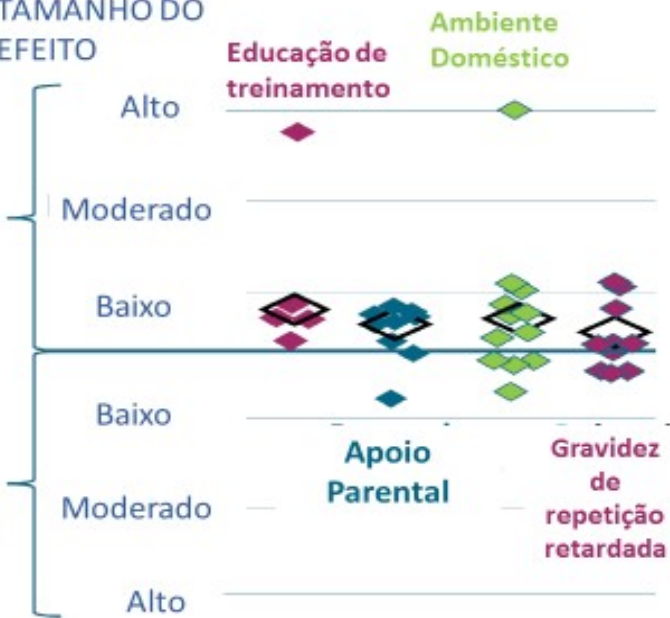 TAMANHO DO
EFEITO
Educação de
treinamento
Ambiente
Doméstico
Alto
Moderado
Baixo
Baixo
Moderado
Alto
Apoio
Parental
Gravidez
de
repetição
retardada